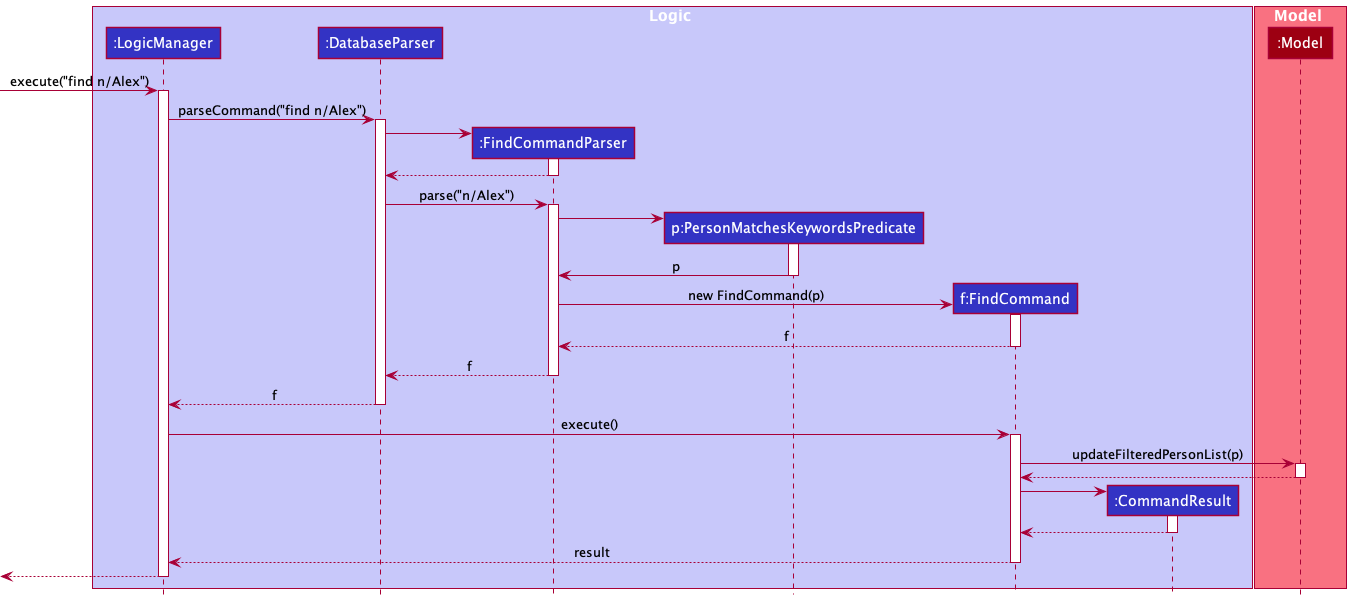 Logic
Model
:LogicManager
:DatabaseParser
:Model
execute("find n/Alex")
parseCommand("find n/Alex")
:FindCommandParser
parse("n/Alex")
p:PersonMatchesKeywordsPredicate
p
new FindCommand(p)
f:FindCommand
f
f
f
execute()
updateFilteredPersonList(p)
:CommandResult
result